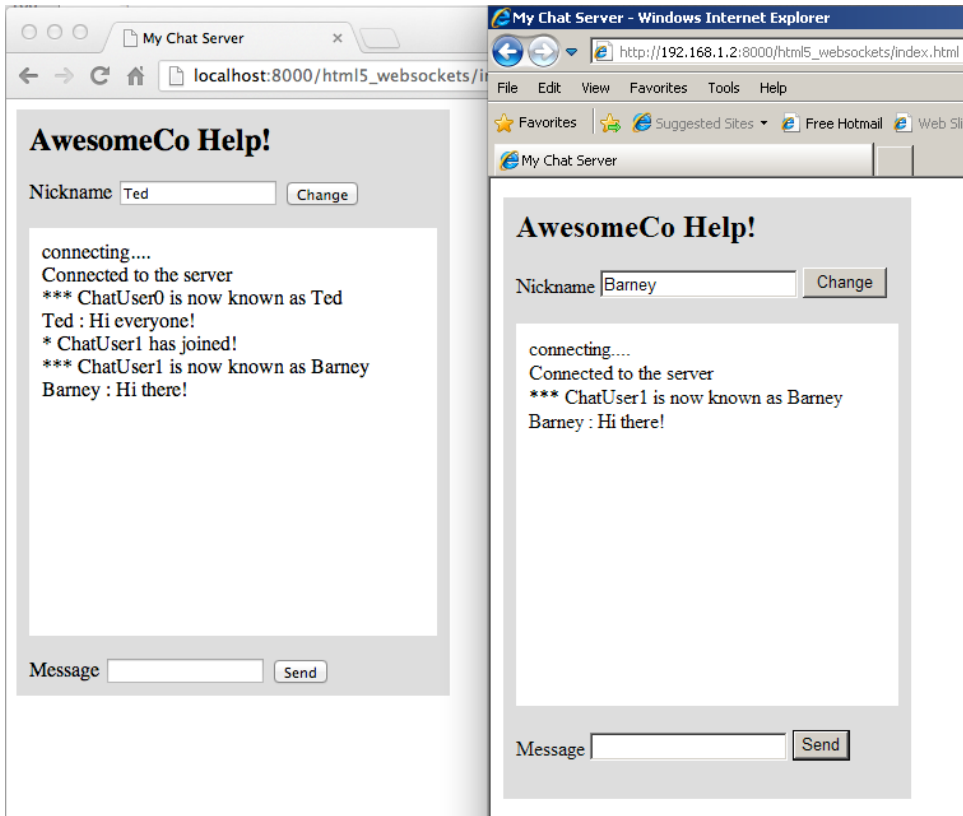 My Chat Server
localhost:8000/html5_websockets/i
AwesomeCo Help!
Nickname Ted Change
connecting....
Connected to the server
*** ChatUser0 is now known as Ted
Ted : Hi everyone!
* ChatUser1 has joined!
*** ChatUser1 is now known as Barney
Barney : Hi there!
Message Send
My Chat Server - Windows Internet Explorer
http://192.168.1.2:8000/html5_websockets/index.html
File Edit View Favorites Tools Help
Favorites Suggested Sites Free Hotmail Web Sli
My Chat Server
AwesomeCo Help!
Nickname Barney Change
connecting....
Connected to the server
*** ChatUser1 is now known as Barney
Barney : Hi there!
Message Send